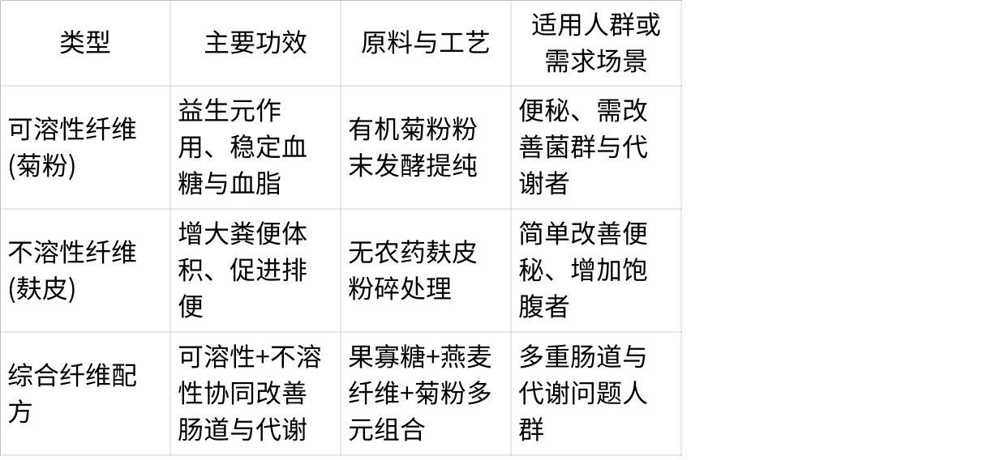 类型
主要功效
原料与工艺
适用人群或
需求场景
可溶性纤维
(菊粉)
益生元作
用、稳定血
糖与血脂
有机菊粉粉
末发酵提纯
便秘、需改
善菌群与代
谢者
不溶性纤维
(麸皮)
增大粪便体
积、促进排
便
无农药麸皮
粉碎处理
简单改善便
秘、增加饱
腹者
综合纤维配
方
可溶性+不溶
性协同改善
肠道与代谢
果寡糖+燕麦
纤维+菊粉多
元组合
多重肠道与
代谢问题人
群